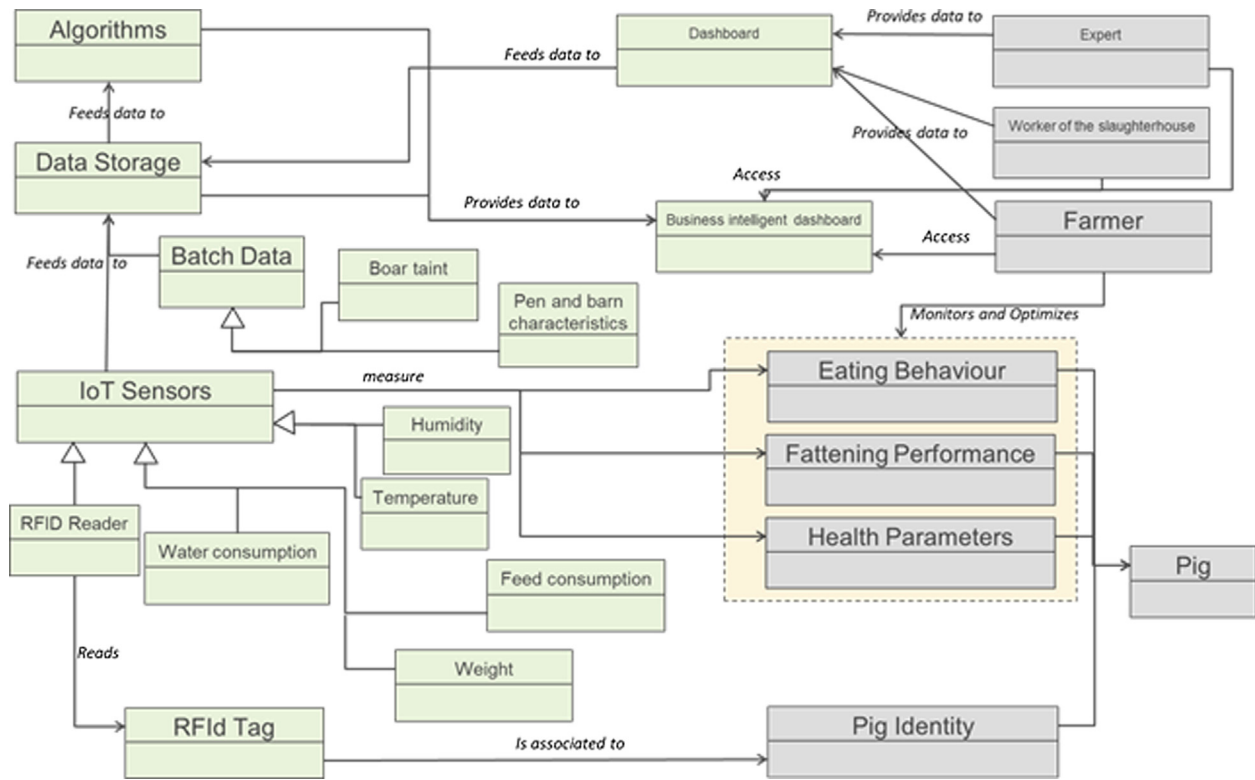 Algorithms
Dashboard
Provides data to
Expert
Feeds data to
Feeds data to
Worker of the slaughterhouse
Provides data to
Data Storage
Access
Provides data to
Business intelligent dashboard
Farmer
Access
Feeds data to
Batch Data
Boar taint
Pen and barn
characteristics
Monitors and Optimizes
IoT Sensors
measure
Eating Behaviour
Humidity
Fattening Performance
Temperature
RFID Reader
Water consumption
Health Parameters
Feed consumption
Pig
Reads
Weight
RFId Tag
Is associated to
Pig Identity